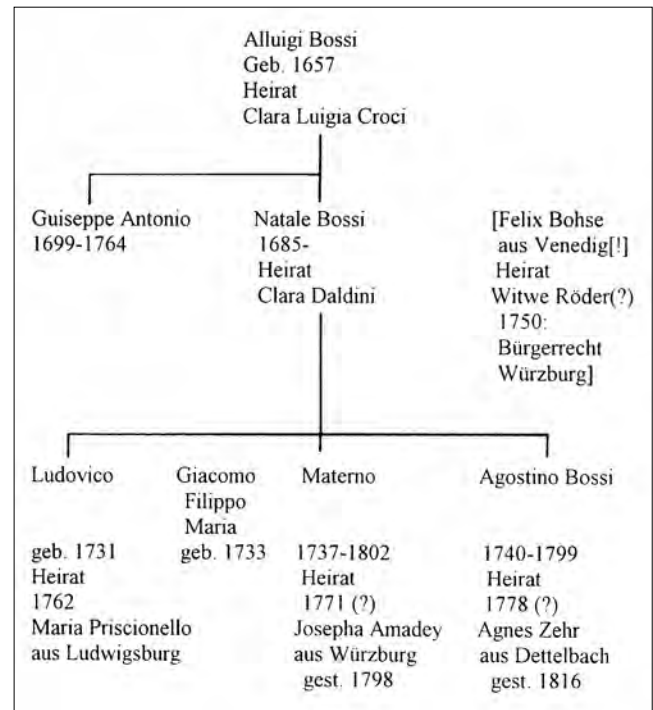 Alluigi Bossi
Geb. 1657
Heirat
Clara Luigia Croci
Guiseppe Antonio
1699-1764
Natale Bossi
1685-
Heirat
Clara Daldini
[Felix Bohse
aus Venedig[!]
Heirat
Witwe Röder(?)
1750:
Bürgerrecht
Würzburg]
Ludovico
geb. 1731
Heirat
1762
Maria Priscionello
aus Ludwigsburg
Giacomo
Filippo
Maria
geb. 1733
Materno
1737-1802
Heirat
1771 (?)
Josepha Amadey
aus Würzburg
gest. 1798
Agostino Bossi
1740-1799
Heirat
1778 (?)
Agnes Zehr
aus Dettelbach
gest. 1816